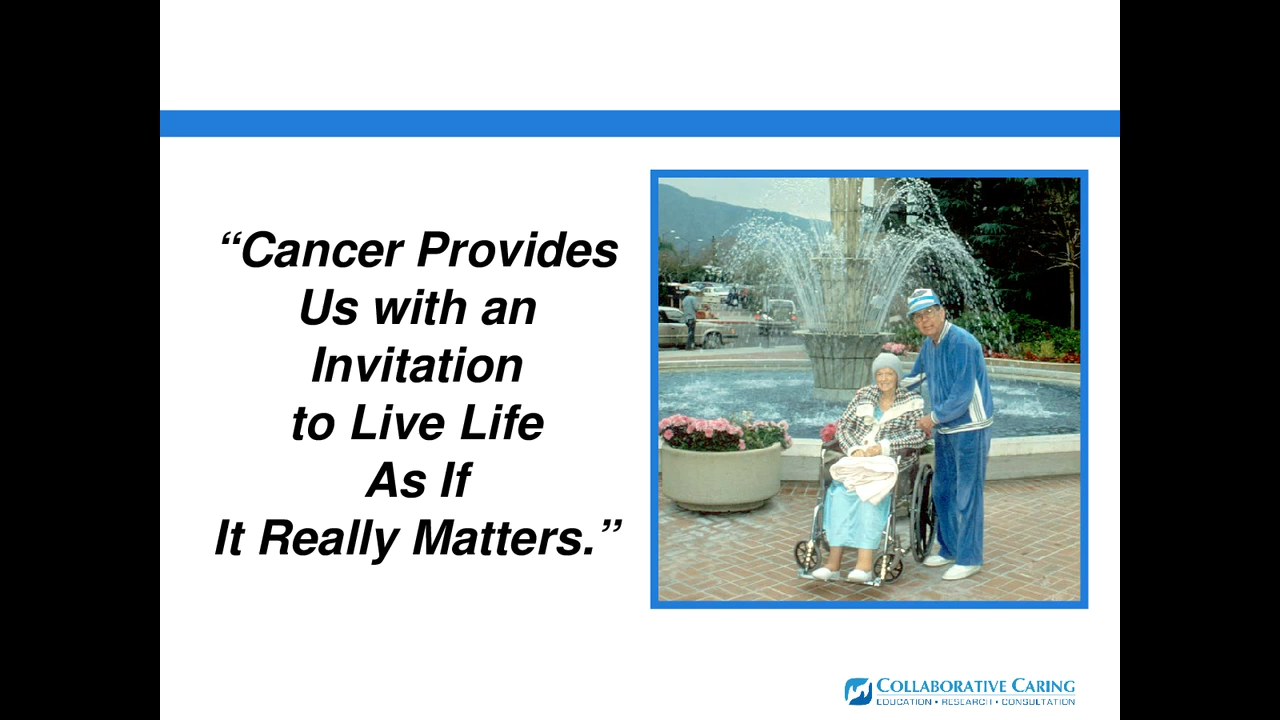 “Cancer Provides
Us with an
Invitation
to Live Life
As If
It Really Matters.”
COLLABORATIVE CARING
EDUCATION • RESEARCH • CONSULTATION